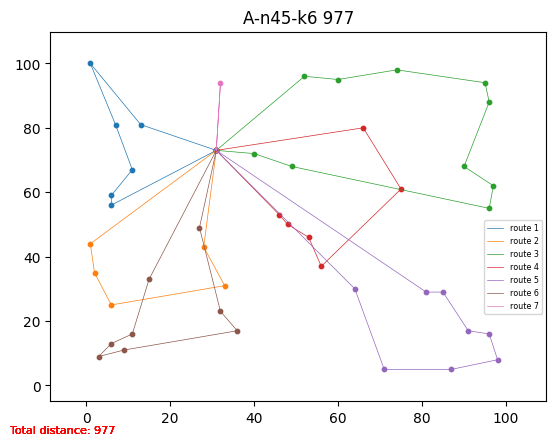 A-n45-k6 977
100
80
60
40
20
0
0
20
40
60
80
100
route 1
route 2
route 3
route 4
route 5
route 6
route 7
Total distance: 977